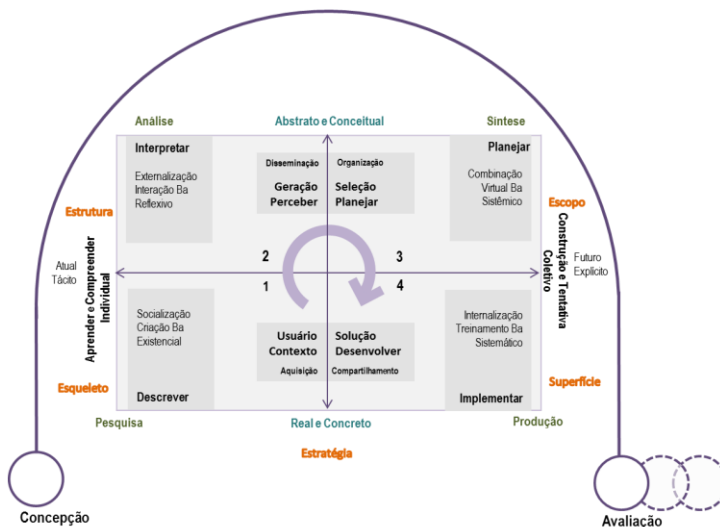 Análise
Abstrato e Conceitual
Síntese
Interpretar
Externalização
Interação Ba
Reflexivo
Disseminação
Organização
Geração
Perceber
Seleção
Planejar
Planejar
Combinação
Virtual Ba
Sistêmico
Estrutura
Escopo
Atual
Tácito
Aprender e Compreender
Individual
2
3
1
4
Construção e Tentativa
Coletivo
Futuro
Explícito
Socialização
Criação Ba
Existencial
Descrever
Usuário
Contexto
Aquisição
Solução
Desenvolver
Compartilhamento
Internalização
Treinamento Ba
Sistemático
Implementar
Esqueleto
Superfície
Pesquisa
Real e Concreto
Produção
Estratégia
Concepção
Avaliação